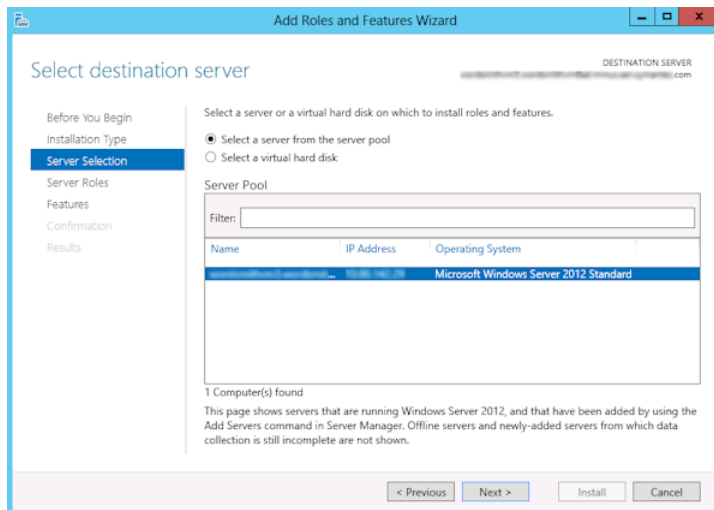 Add Roles and Features Wizard
Select destination server
DESTINATION SERVER
.com
Before You Begin
Installation Type
Server Selection
Server Roles
Features
Confirmation
Results
Select a server or a virtual hard disk on which to install roles and features.
Select a server from the server pool
Select a virtual hard disk
Server Pool
Filter:
Name IP Address Operating System
... Microsoft Windows Server 2012 Standard
1 Computer(s) found
This page shows servers that are running Windows Server 2012, and that have been added by using the
Add Servers command in Server Manager. Offline servers and newly-added servers from which data
collection is still incomplete are not shown.
< Previous Next > Install Cancel